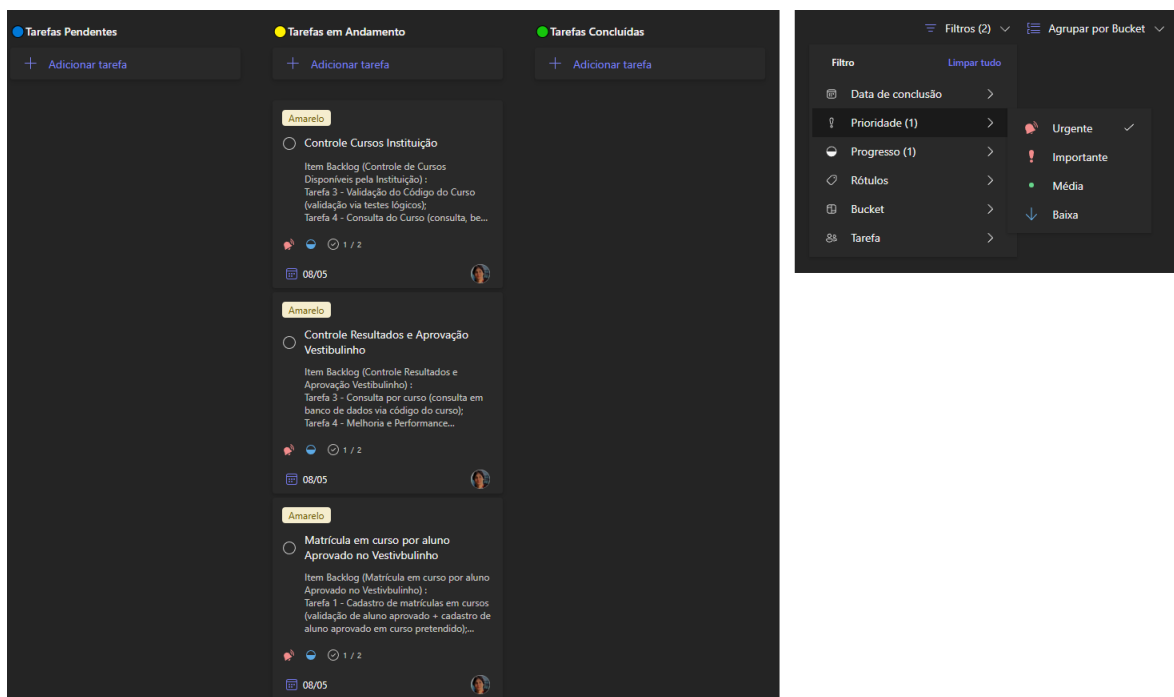 Tarefas Pendentes
Adicionar tarefa
Tarefas em Andamento
Adicionar tarefa
Amarelo
Controle Cursos Instituição
Item Backlog (Controle de Cursos
Disponíveis pela Instituição) :
Tarefa 3 - Validação do Código do Curso
(validação via testes lógicos);
Tarefa 4 - Consulta do Curso (consulta, be...
1 / 2
08/05
Amarelo
Controle Resultados e Aprovação
Vestibulinho
Item Backlog (Controle Resultados e
Aprovação Vestibulinho) :
Tarefa 3 - Consulta por curso (consulta em
banco de dados via código do curso);
Tarefa 4 - Melhoria e Performance...
1 / 2
08/05
Amarelo
Matrícula em curso por aluno
Aprovado no Vestivbulinho
Item Backlog (Matrícula em curso por aluno
Aprovado no Vestivbulinho) :
Tarefa 1 - Cadastro de matrículas em cursos
(validação de aluno aprovado + cadastro de
aluno aprovado em curso pretendido);...
1 / 2
08/05
Tarefas Concluídas
Adicionar tarefa
Filtros (2)
Agrupar por Bucket
Filtro
Limpar tudo
Data de conclusão
Prioridade (1)
Progresso (1)
Rótulos
Bucket
Tarefa
Urgente
Importante
Média
Baixa